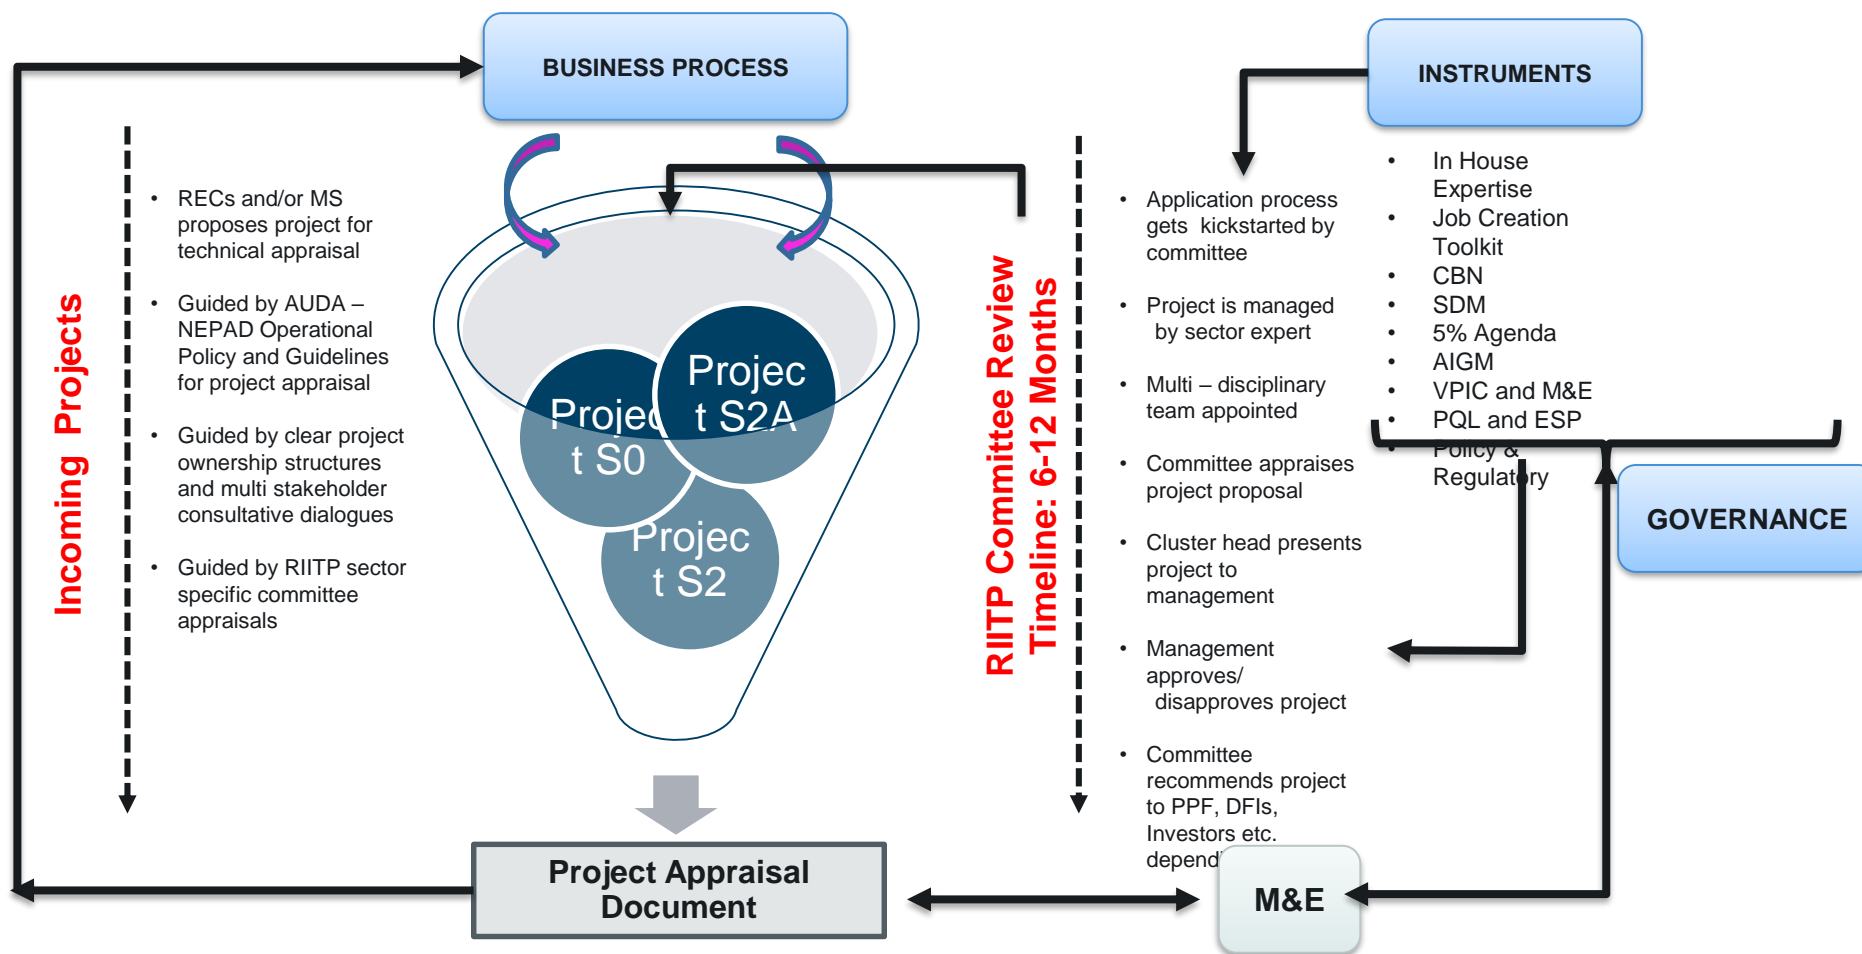 BUSINESS PROCESS
INSTRUMENTS
Incoming Projects
• RECs and/or MS
proposes project for
technical appraisal
• Guided by AUDA –
NEPAD Operational
Policy and Guidelines
for project appraisal
• Guided by clear project
ownership structures
and multi stakeholder
consultative dialogues
• Guided by RIITP sector
specific committee
appraisals
Projec
t S2A
Projec
t S0
Projec
t S2
Project Appraisal
Document
RIITP Committee Review
Timeline: 6-12 Months
• Application process
gets kickstarted by
committee
• Project is managed
by sector expert
• Multi – disciplinary
team appointed
• Committee appraises
project proposal
• Cluster head presents
project to
management
• Management
approves/
disapproves project
• Committee
recommends project
to PPF, DFIs,
Investors etc.
• In House
Expertise
• Job Creation
Toolkit
• CBN
• SDM
• 5% Agenda
• AIGM
• VPIC and M&E
• PQL and ESP
• Policy &
Regulatory
GOVERNANCE
M&E